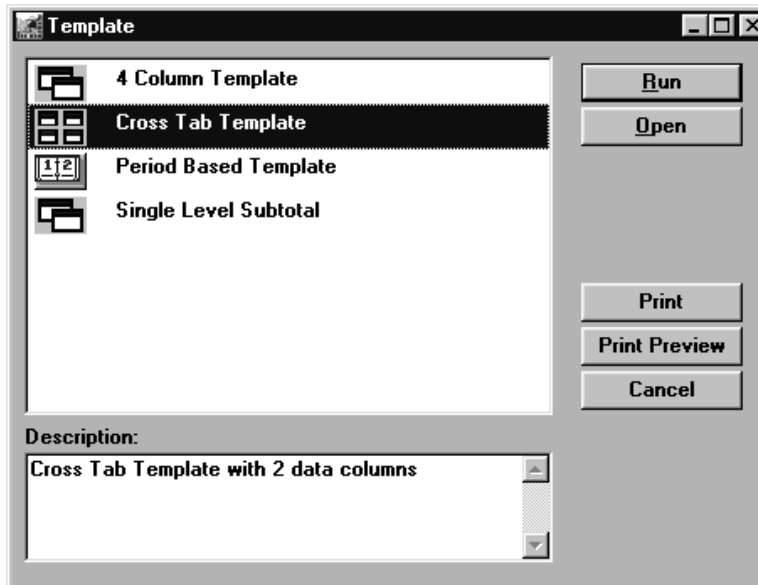 Template
4 Column Template
Cross Tab Template
Period Based Template
Single Level Subtotal
Run
Open
Print
Print Preview
Cancel
Description:
Cross Tab Template with 2 data columns